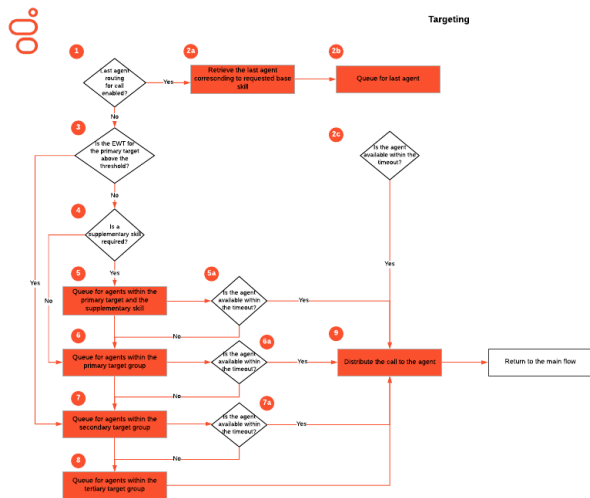 Targeting
1
2a
2b
Last agent
routing
for call
enabled?
Yes
Retrieve the last agent
corresonding to requested base
skill
Queue for last agent
No
3
2c
Is the EWT for
the primary target
above the
threshold?
Is the agent
available within the
timeout?
No
4
Is a
supplementary skill
required?
Yes
Yes
5
5a
Yes
No
Queue for agents within the
primary target and the
supplementary skill
Is the agent
available within
the timeout?
Yes
No
6
6a
9
Queue for agents within the
primary target group
Is the agent
available within
the timeout?
Yes
Distribute the call to the agent
Return to the main flow
No
7
7a
Queue for agents within the
secondary target group
Is the agent
available within
the timeout?
Yes
No
8
Queue for agents within the
tertiary target group